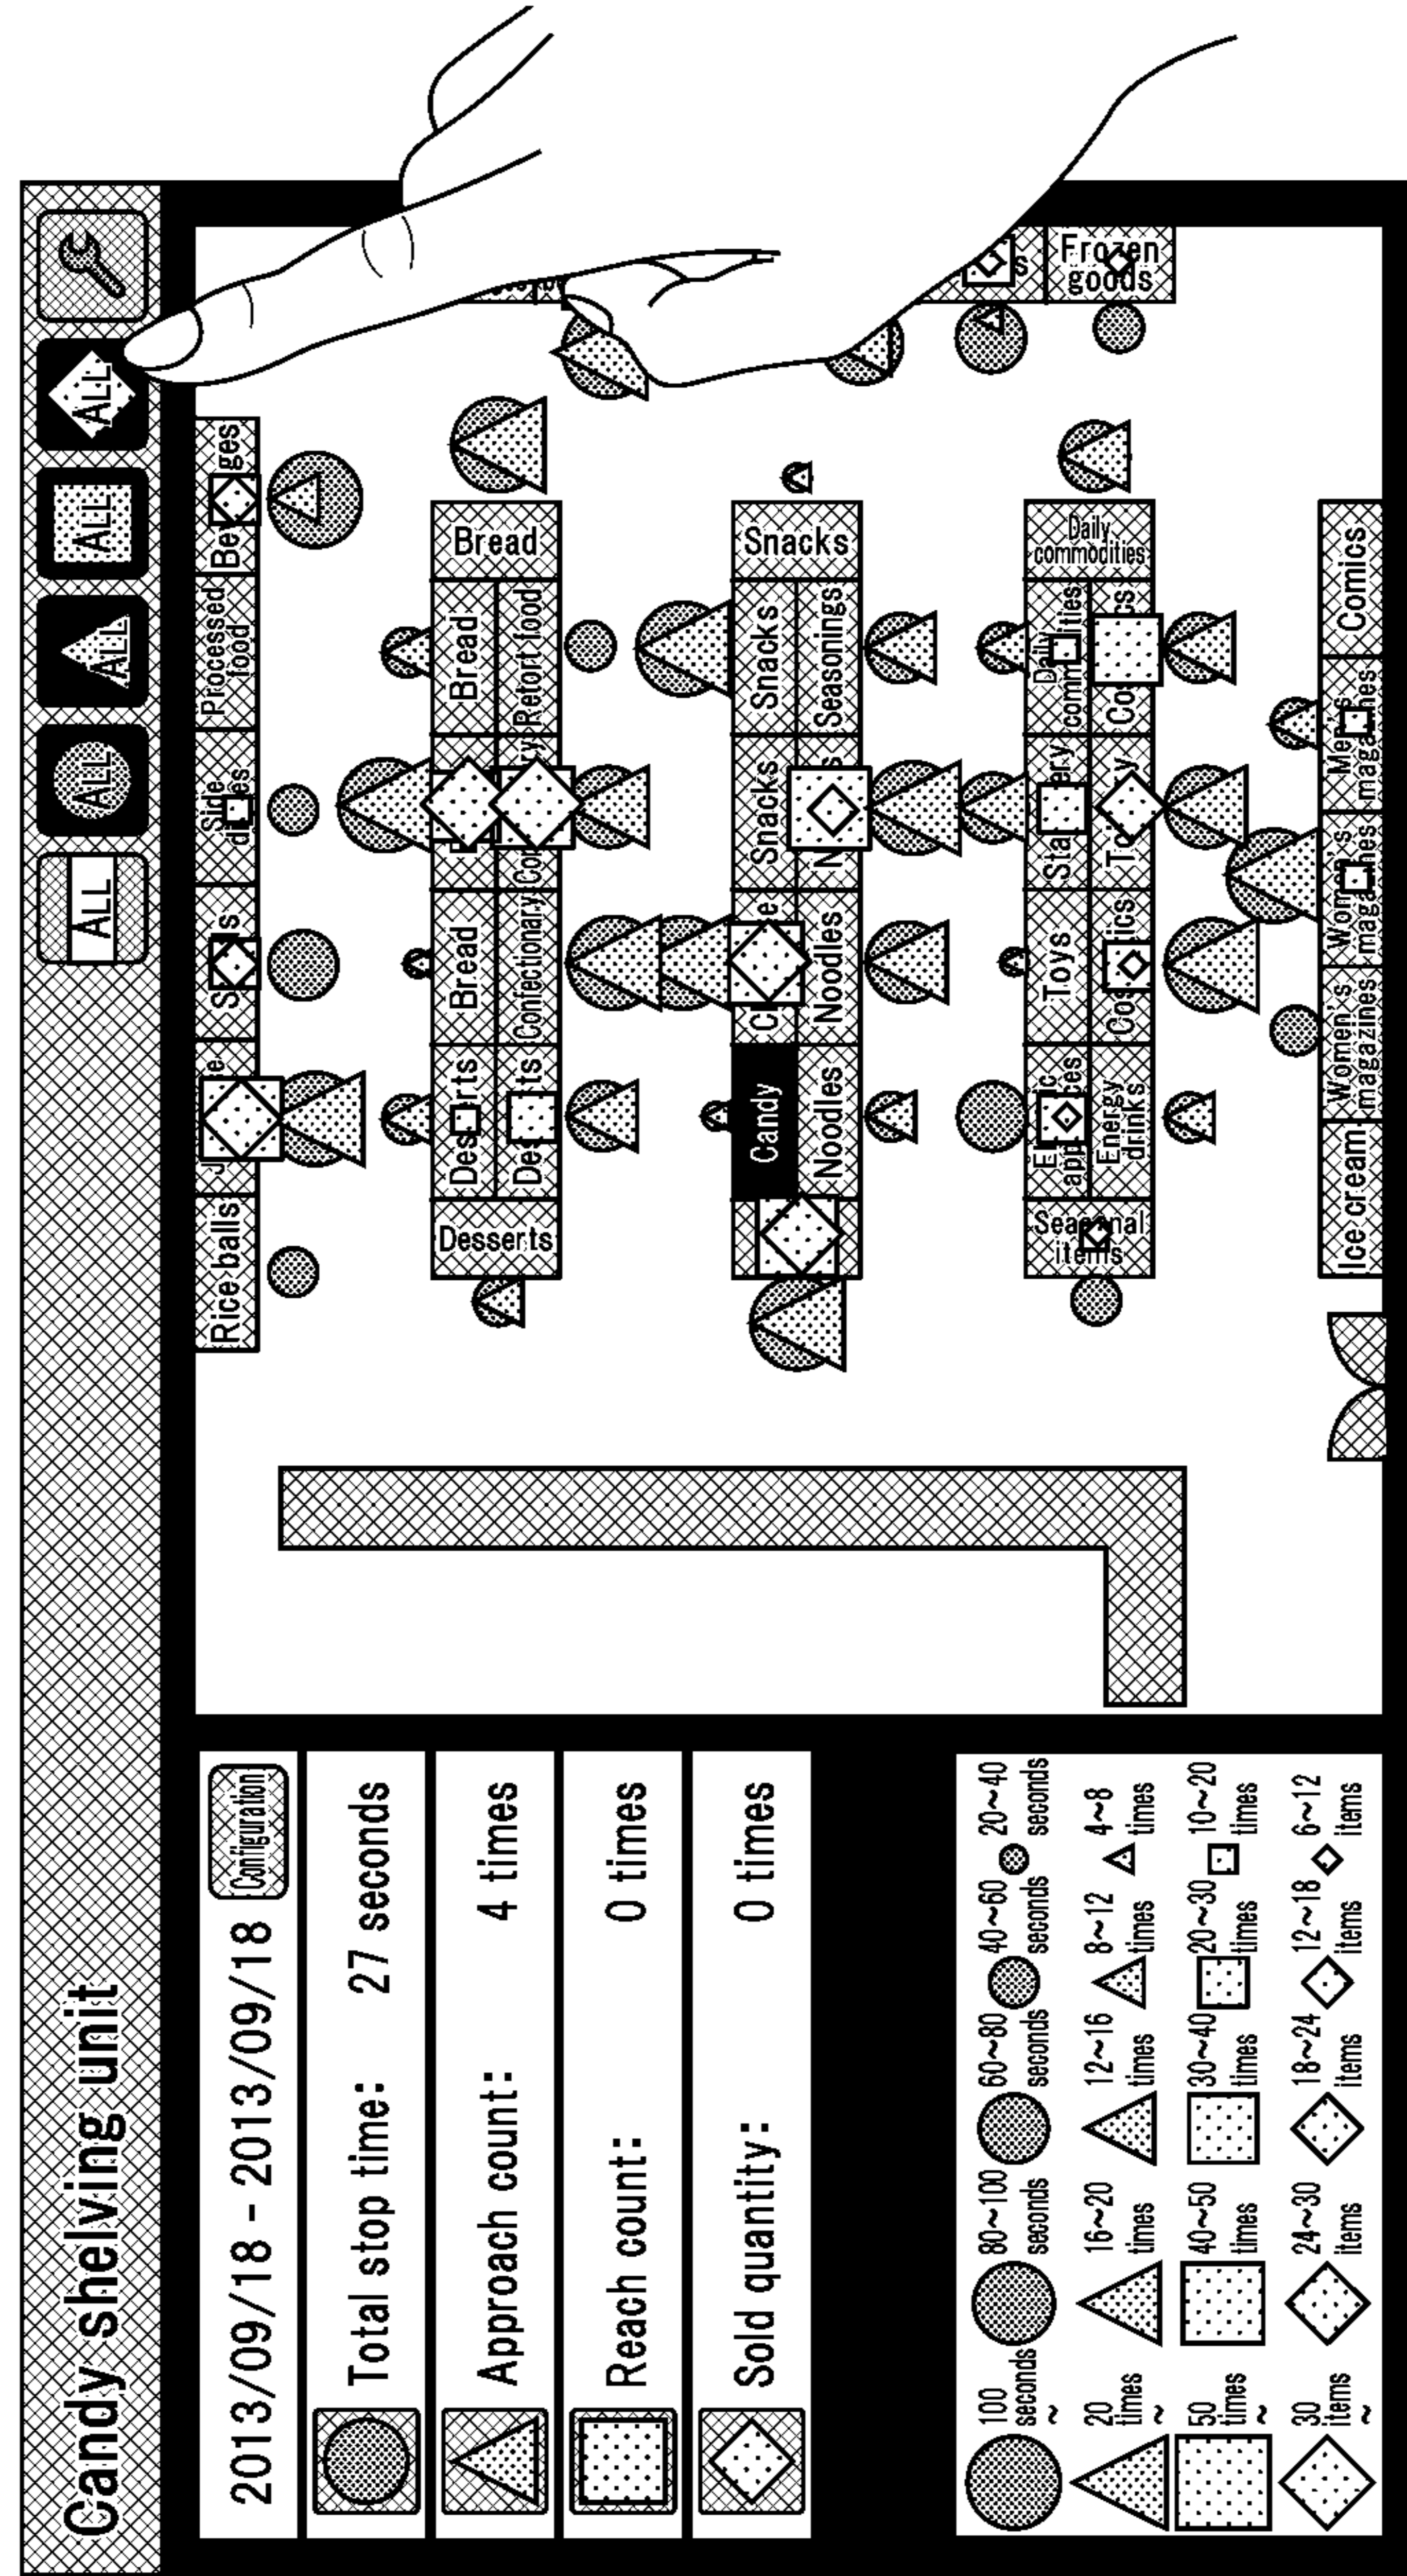 Candy shelving unit
ALL
ALL
ALL
ALL
ALL
2013/09/18 - 2013/09/18
Configuration
Total stop time: 27 seconds
Approach count: 4 times
Reach count: 0 times
Sold quantity: 0 times
100 seconds ~
80~100 seconds
60~80 seconds
40~60 seconds
20~40 seconds
20 times ~
16~20 times
12~16 times
8~12 times
4~8 times
50 times ~
40~50 times
30~40 times
20~30 times
10~20 times
30 items ~
24~30 items
18~24 items
12~18 items
6~12 items
Rice balls
Side
Processed
food
Desserts
Bread
Bread
Bread
Confectionary
Retort food
Candy
Snacks
Snacks
Snacks
Noodles
Noodles
Seasonings
Toys
Daily
commodities
Energy
drinks
Ice cream
Women's
magazines
Women's
magazines
Men's
magazines
Comics
Frozen
goods